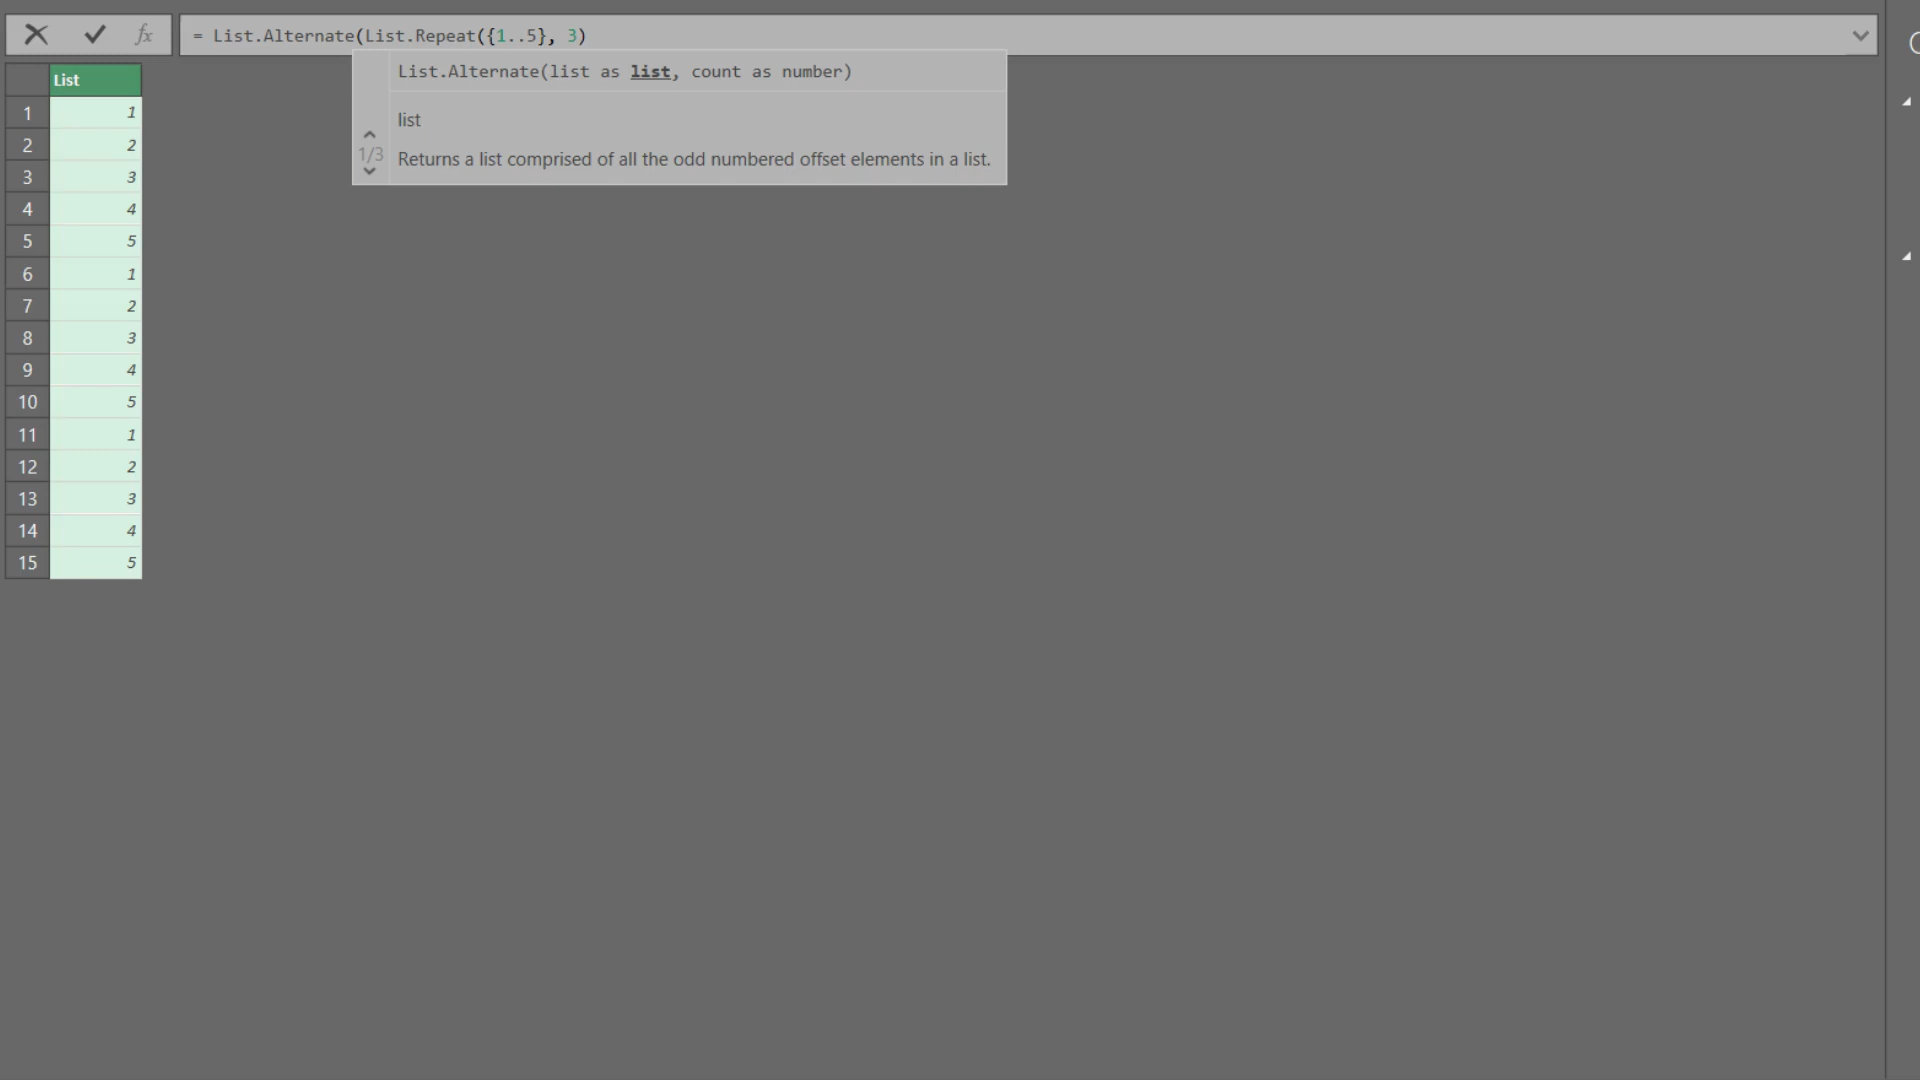 fx
= List.Alternate(List.Repeat({1..5}, 3)
List.Alternate(list as list, count as number)
list
1/3
Returns a list comprised of all the odd numbered offset elements in a list.
List
1 1
2 2
3 3
4 4
5 5
6 1
7 2
8 3
9 4
10 5
11 1
12 2
13 3
14 4
15 5